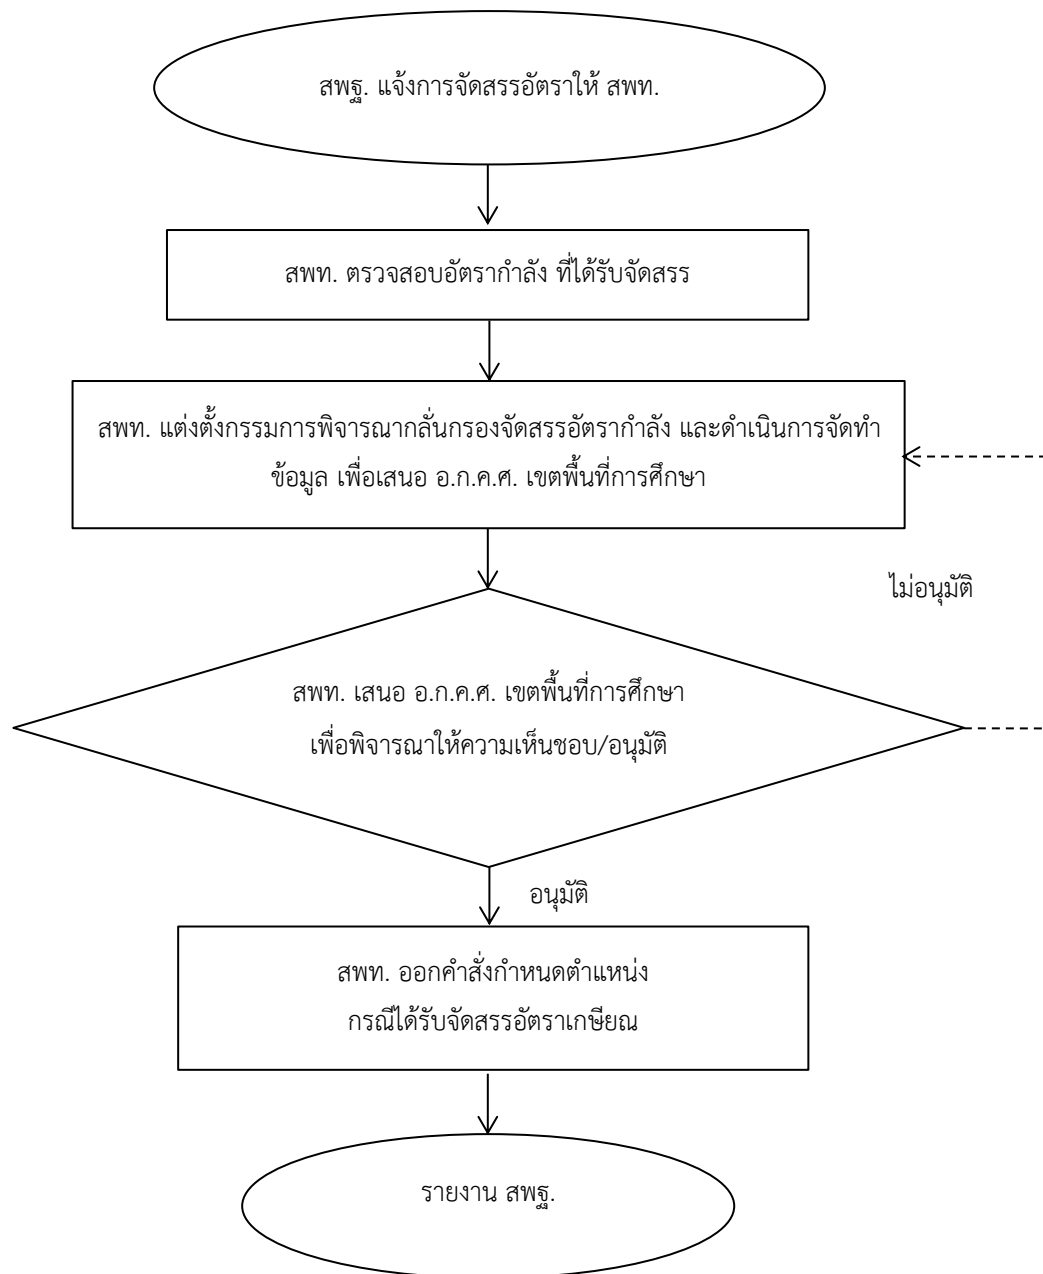 สพฐ. แจ้งการจัดสรรอัตราให้ สพท.
สพท. ตรวจสอบอัตรากำลัง ที่ได้รับจัดสรร
สพท. แต่งตั้งกรรมการพิจารณากลั่นกรองจัดสรรอัตรากำลัง และดำเนินการจัดทำ
ข้อมูล เพื่อเสนอ อ.ก.ค.ศ. เขตพื้นที่การศึกษา
ไม่อนุมัติ
สพท. เสนอ อ.ก.ค.ศ. เขตพื้นที่การศึกษา
เพื่อพิจารณาให้ความเห็นชอบ/อนุมัติ
อนุมัติ
สพท. ออกคำสั่งกำหนดตำแหน่ง
กรณีได้รับจัดสรรอัตราเกษียณ
รายงาน สพฐ.